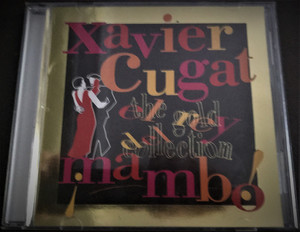 Xavier
Cugat
the gold
collection
¡mambo!